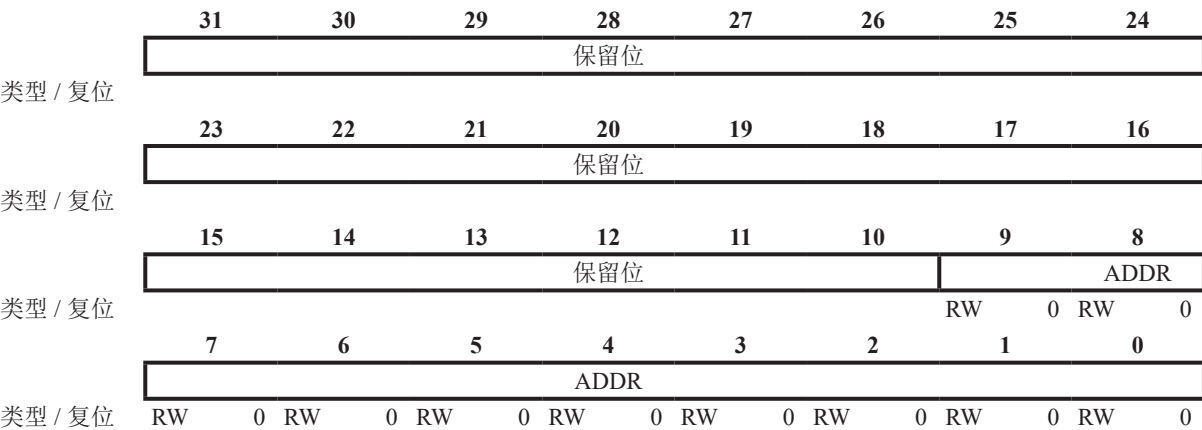 31 30 29 28 27 26 25 24
保留位
类型 / 复位
23 22 21 20 19 18 17 16
保留位
类型 / 复位
15 14 13 12 11 10 9 8
保留位 ADDR
类型 / 复位 RW 0 RW 0
7 6 5 4 3 2 1 0
ADDR
类型 / 复位 RW 0 RW 0 RW 0 RW 0 RW 0 RW 0 RW 0 RW 0